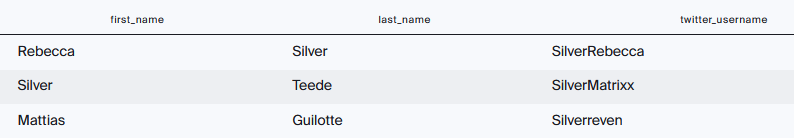 first_name last_name twitter_username
Rebecca Silver SilverRebecca
Silver Teede SilverMatrixx
Mattias Guilotte Silverreven